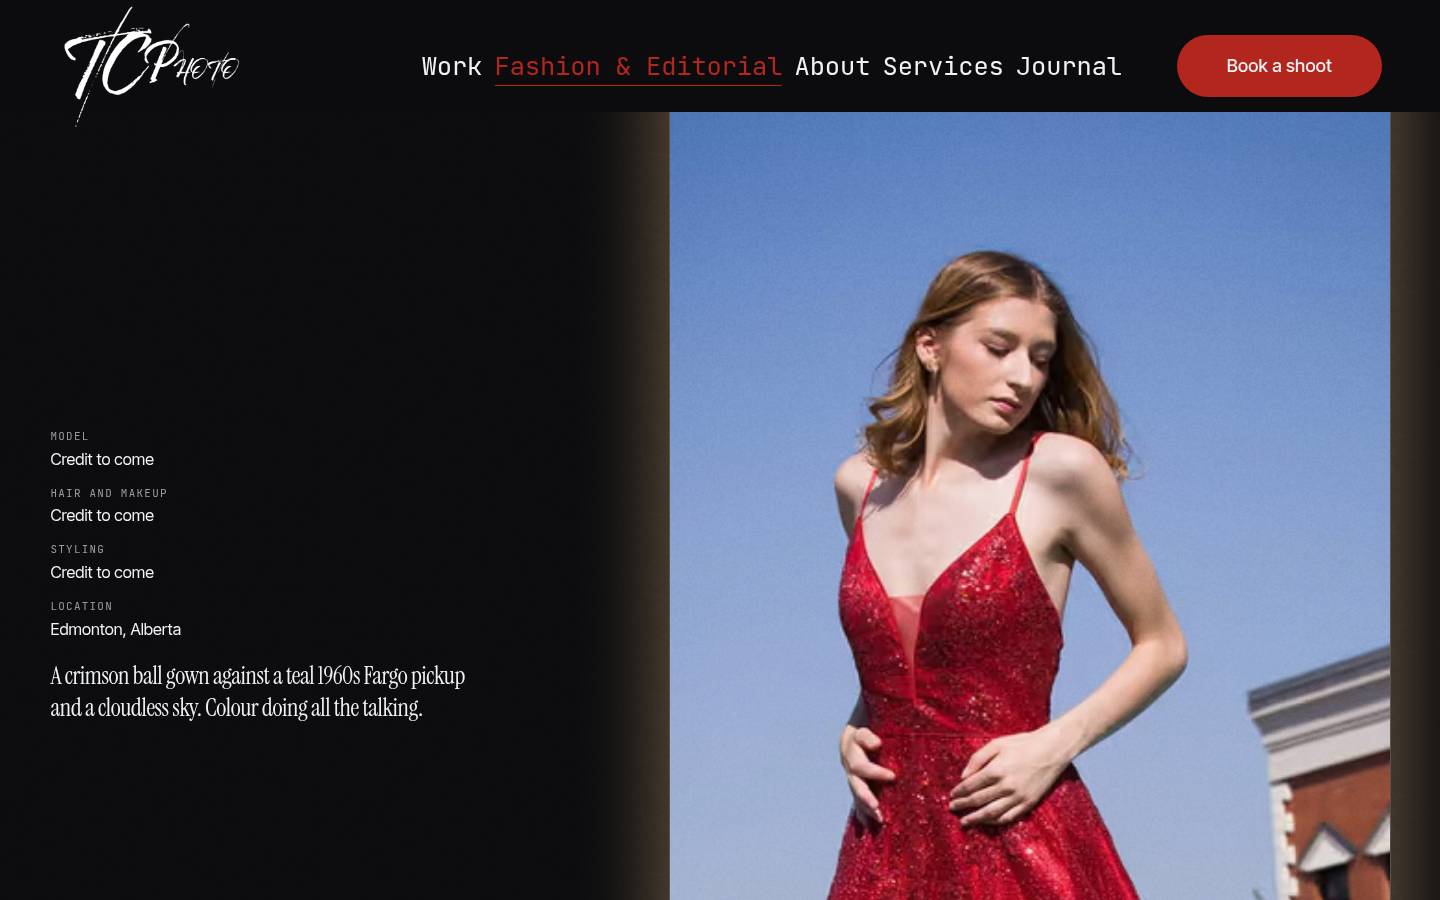 TCPHOTO
Work Fashion & Editorial About Services Journal
Book a shoot
MODEL
Credit to come
HAIR AND MAKEUP
Credit to come
STYLING
Credit to come
LOCATION
Edmonton, Alberta
A crimson ball gown against a teal 1960s Fargo pickup
and a cloudless sky. Colour doing all the talking.